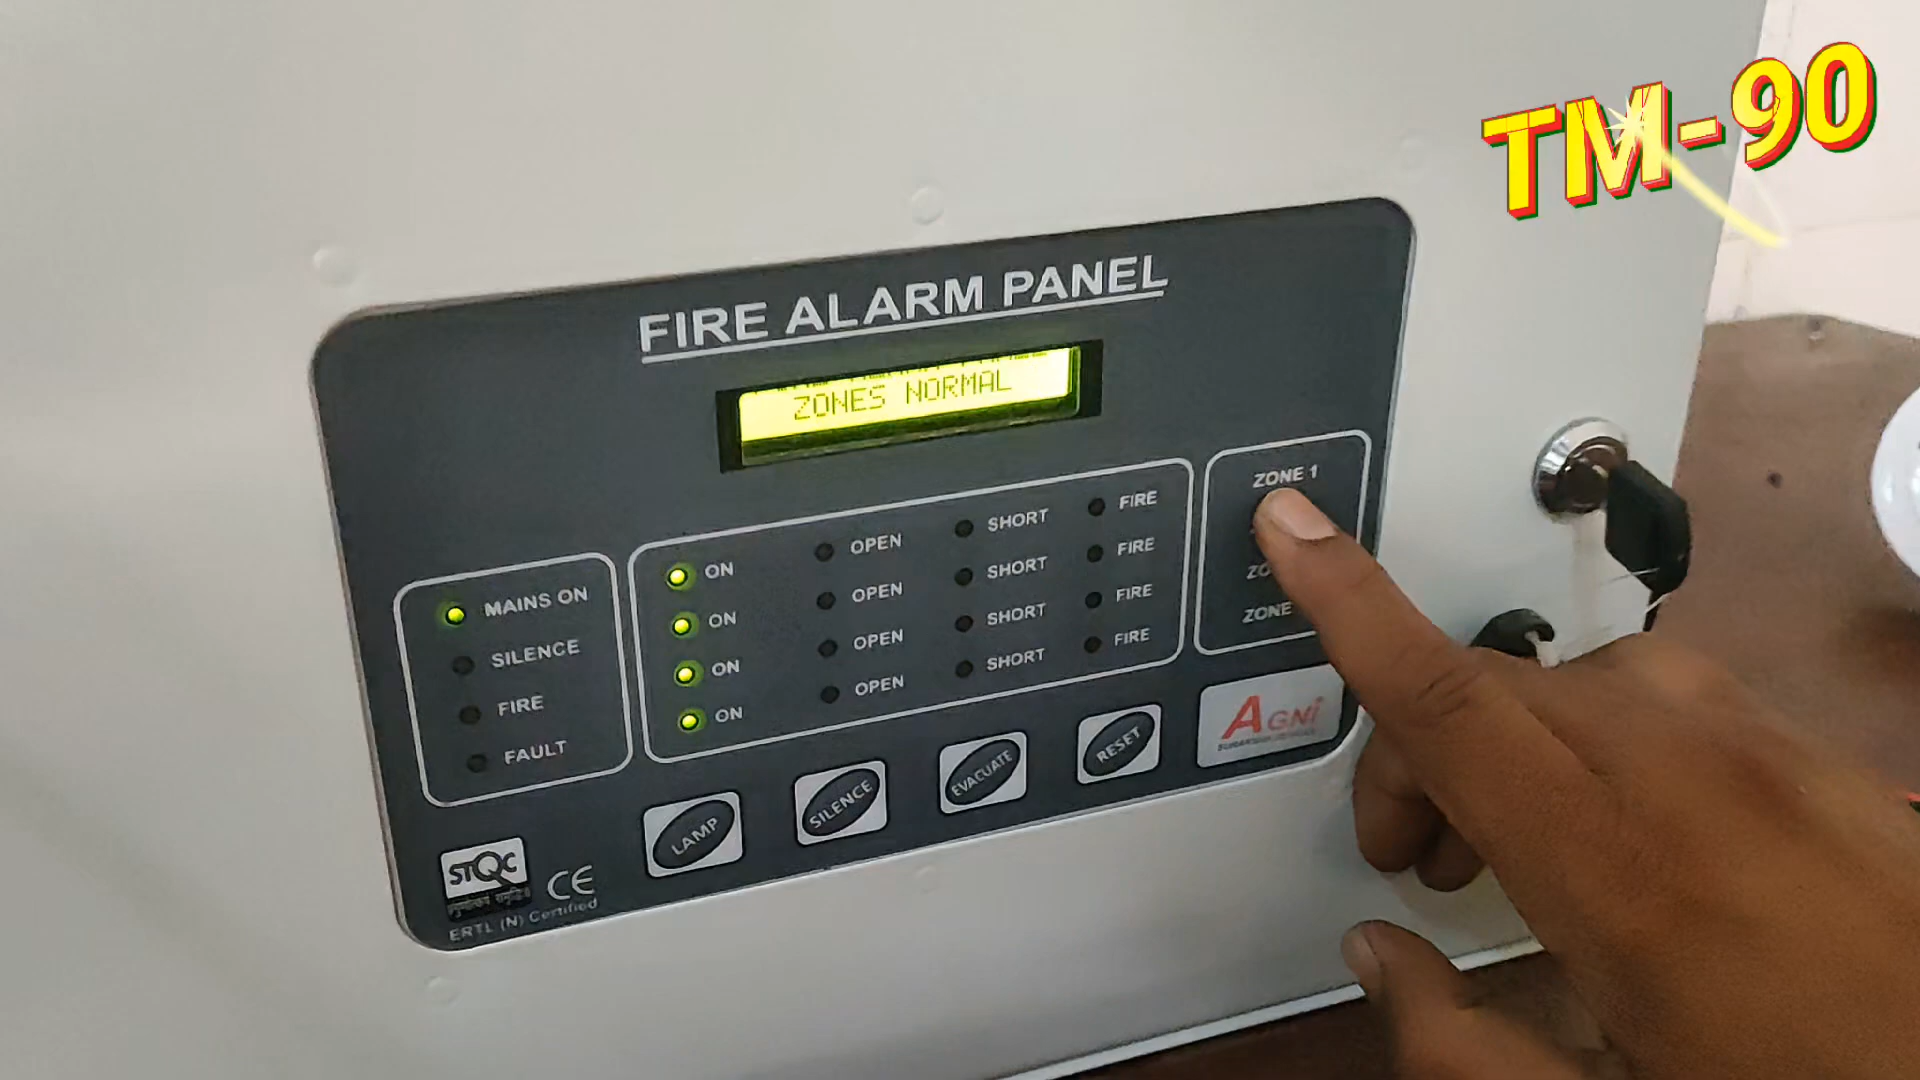 TM-90
FIRE ALARM PANEL
ZONES NORMAL
MAINS ON
SILENCE
FIRE
FAULT
ON OPEN SHORT FIRE
ON OPEN SHORT FIRE
ON OPEN SHORT FIRE
ON OPEN SHORT FIRE
ZONE 1
ZONE
LAMP
SILENCE
EVACUATE
RESET
AGNi
STQC
CE
ERTL (N) Certified